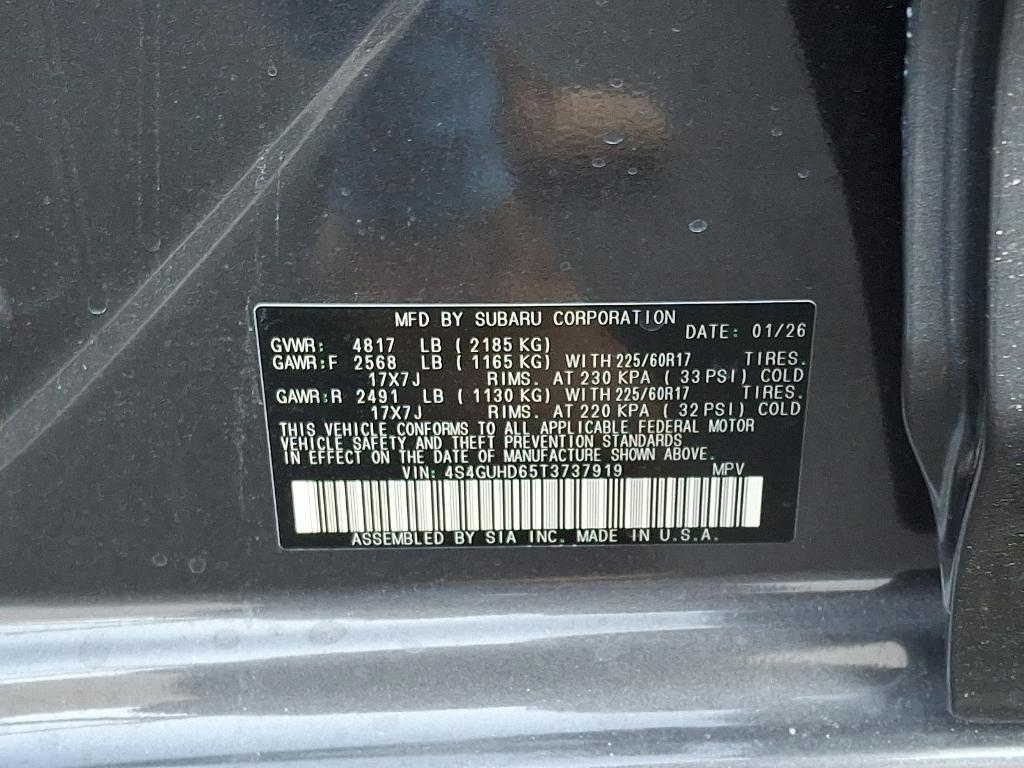 MFD BY SUBARU CORPORATION DATE: 01/26
GVWR: 4817 LB ( 2185 KG)
GAWR:F 2568 LB ( 1165 KG) WITH 225/60R17 TIRES.
17X7J RIMS. AT 230 KPA ( 33 PSI) COLD
GAWR:R 2491 LB ( 1130 KG) WITH 225/60R17 TIRES.
17X7J RIMS. AT 220 KPA ( 32 PSI) COLD
THIS VEHICLE CONFORMS TO ALL APPLICABLE FEDERAL MOTOR
VEHICLE SAFETY AND THEFT PREVENTION STANDARDS
IN EFFECT ON THE DATE OF MANUFACTURE SHOWN ABOVE.
VIN: 4S4GUHD65T3737919 MPV
ASSEMBLED BY SIA INC. MADE IN U.S.A.